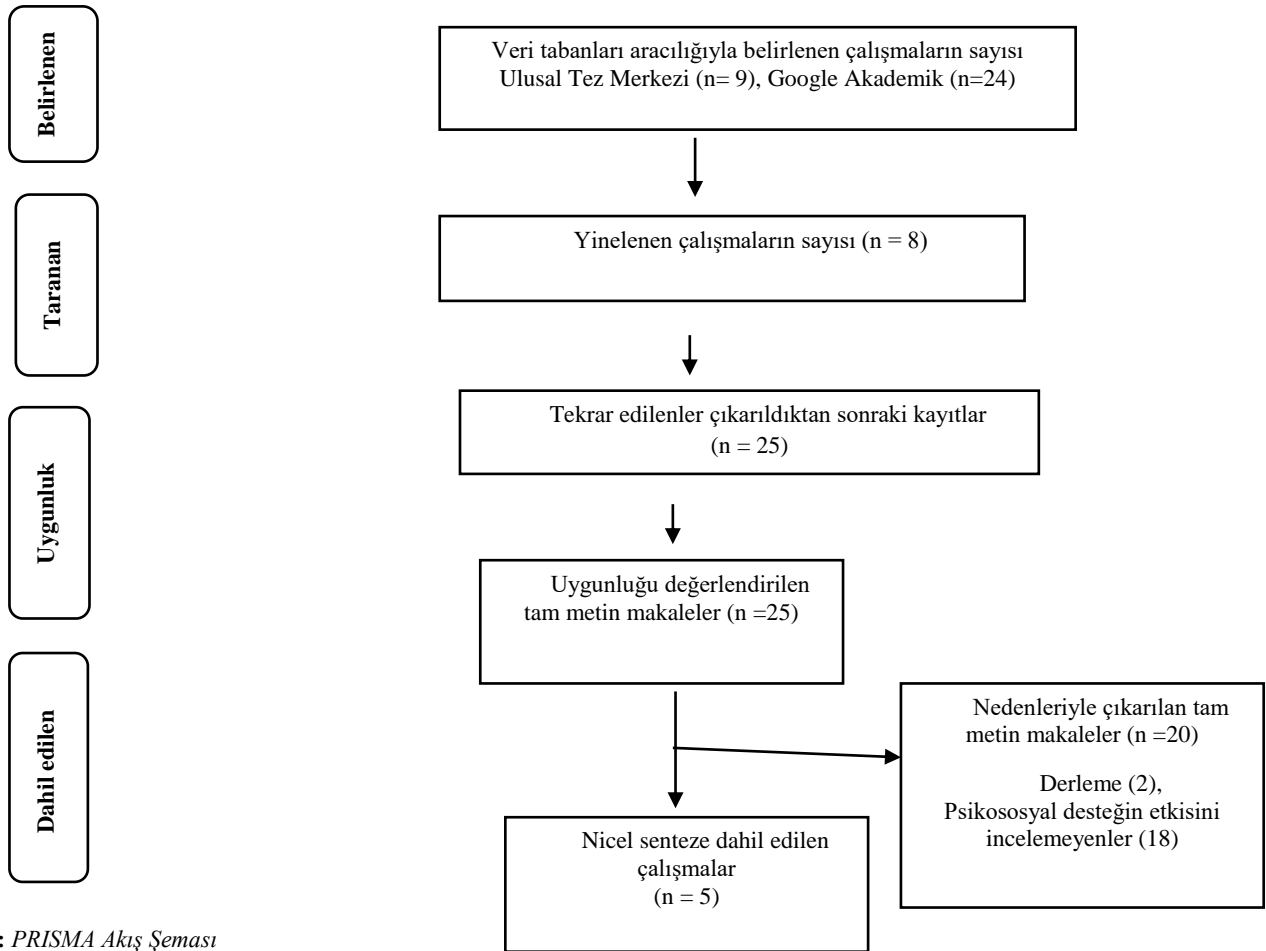 Belirlenen
Veri tabanları aracılığıyla belirlenen çalışmaların sayısı
Ulusal Tez Merkezi (n= 9), Google Akademik (n=24)
Taranan
Yinelenen çalışmaların sayısı (n = 8)
Tekrar edilenler çıkarıldıktan sonraki kayıtlar
(n = 25)
Uygunluk
Uygunluğu değerlendirilen
tam metin makaleler (n =25)
Dahil edilen
Nedenleriyle çıkarılan tam
metin makaleler (n =20)
Derleme (2),
Psikososyal desteğin etkisini
incelemeyenler (18)
Nicel senteze dahil edilen
çalışmalar
(n = 5)
: PRISMA Akış Şeması